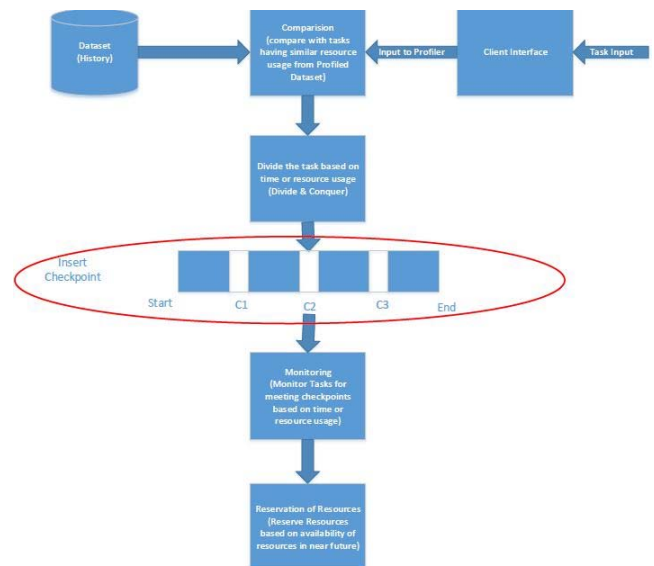 Dataset
(History)
Comparision
(compare with tasks
having similar resource
usage from Profiled
Dataset)
Input to Profiler
Client Interface
Task Input
Divide the task based on
time or resource usage
(Divide & Conquer)
Insert
Checkpoint
Start
C1
C2
C3
End
Monitoring
(Monitor Tasks for
meeting checkpoints
based on time or
resource usage)
Reservation of Resources
(Reserve Resources
based on availability of
resources in near future)